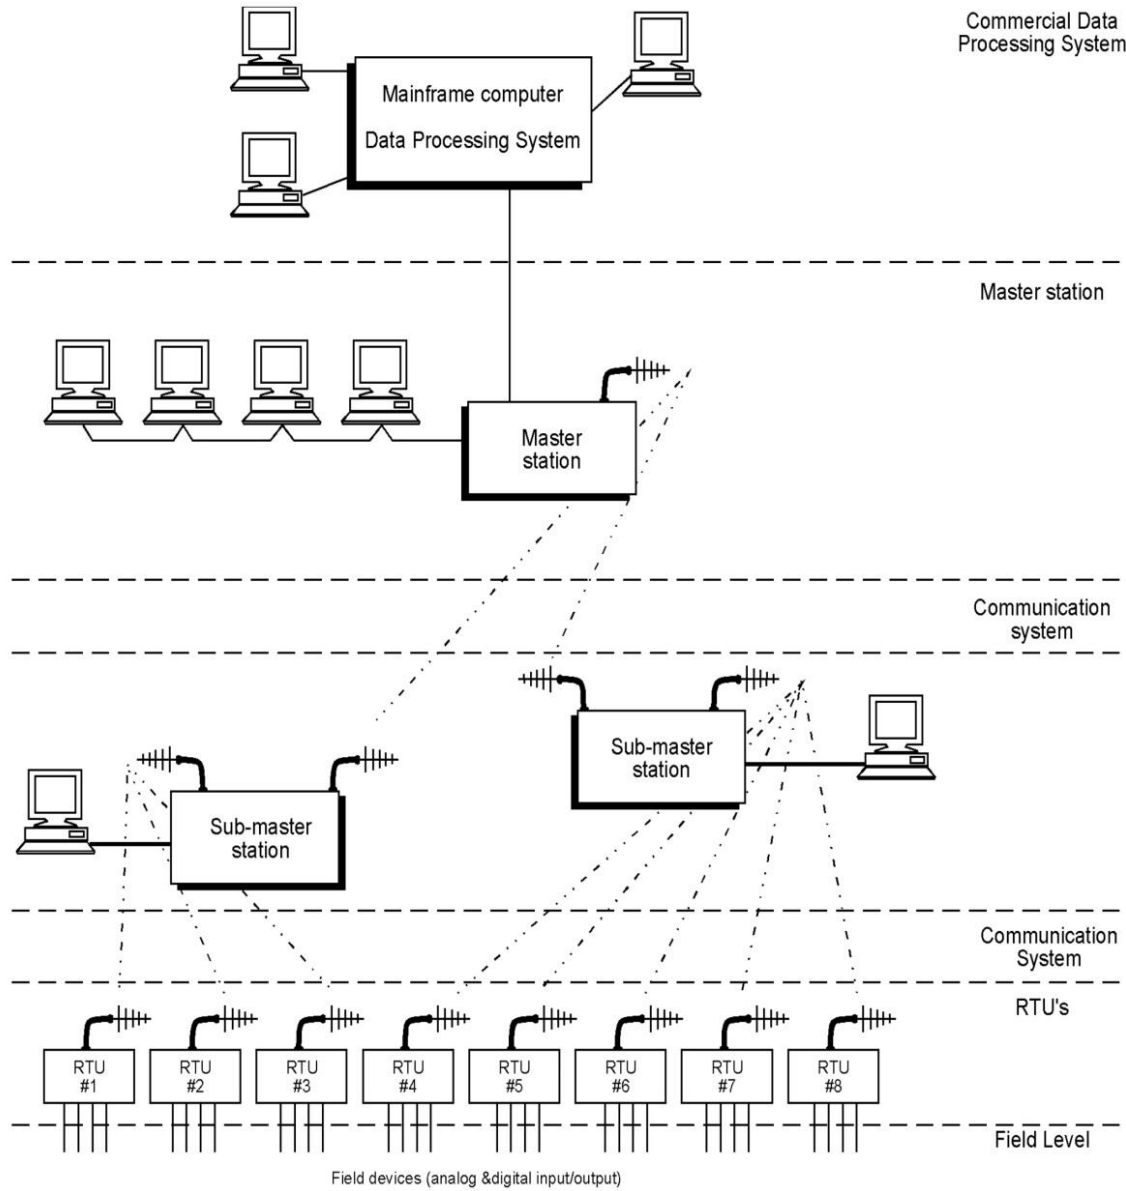 Commercial Data
Processing System
Mainframe computer
Data Processing System
Master station
Master
station
Communication
system
Sub-master
station
Sub-master
station
Communication
System
RTU's
RTU
#1
RTU
#2
RTU
#3
RTU
#4
RTU
#5
RTU
#6
RTU
#7
RTU
#8
Field Level
Field devices (analog &digital input/output)